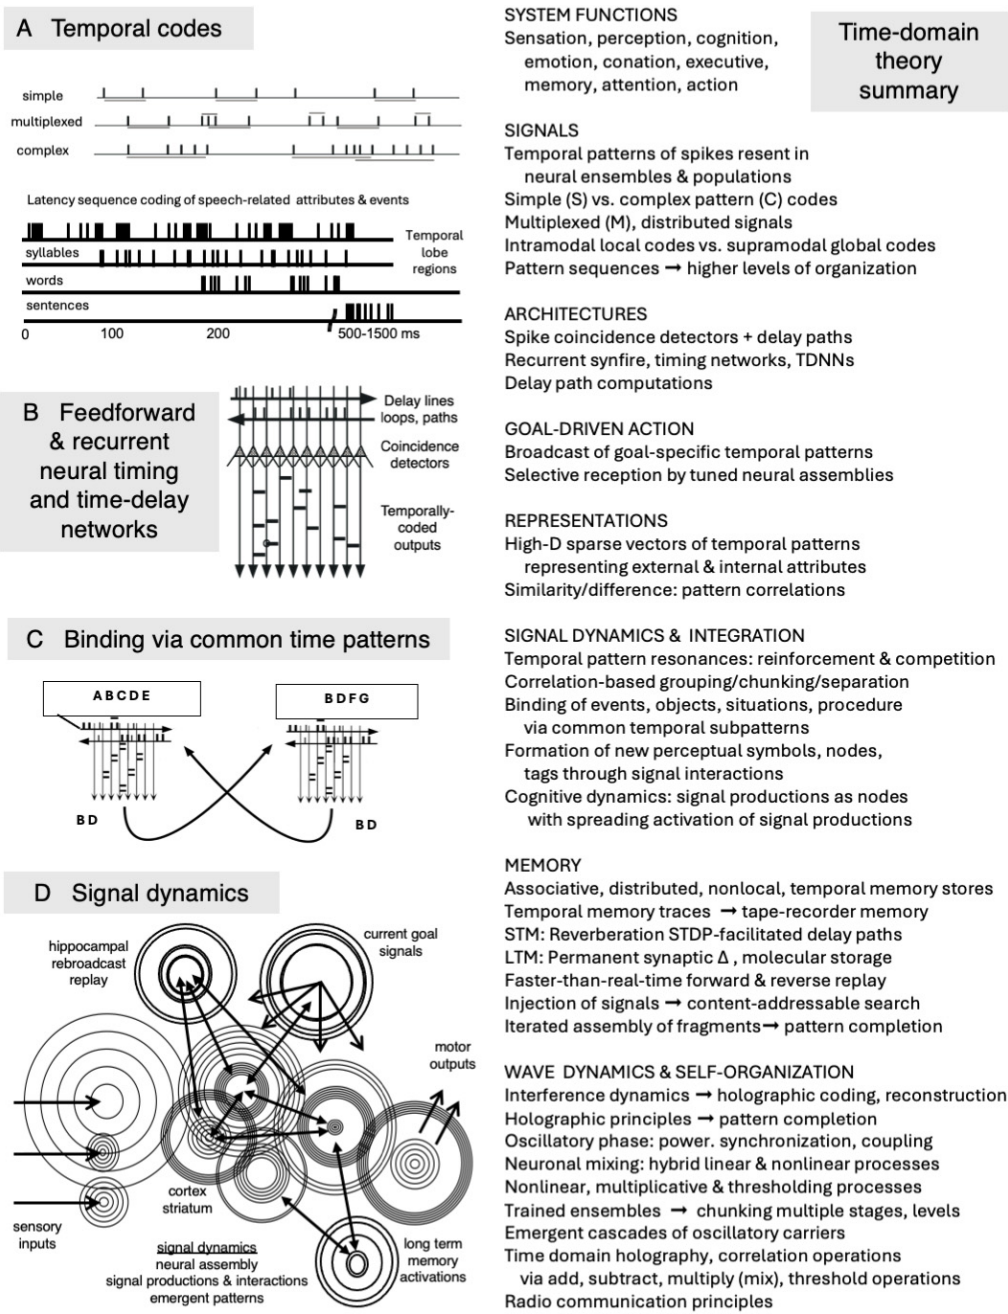 A Temporal codes
simple
multiplexed
complex
Latency sequence coding of speech-related attributes & events
syllables
words
sentences
Temporal
lobe
regions
0 100 200 500-1500 ms
B Feedforward
& recurrent
neural timing
and time-delay
networks
Delay lines
loops, paths
Coincidence
detectors
Temporally-
coded
outputs
C Binding via common time patterns
A B C D E
B D F G
B D
B D
D Signal dynamics
hippocampal
rebroadcast
replay
current goal
signals
motor
outputs
cortex
striatum
sensory
inputs
signal dynamics
neural assembly
signal productions & interactions
emergent patterns
long term
memory
activations
Time-domain
theory
summary
SYSTEM FUNCTIONS
Sensation, perception, cognition,
emotion, conation, executive,
memory, attention, action
SIGNALS
Temporal patterns of spikes resent in
neural ensembles & populations
Simple (S) vs. complex pattern (C) codes
Multiplexed (M), distributed signals
Intramodal local codes vs. supramodal global codes
Pattern sequences → higher levels of organization
ARCHITECTURES
Spike coincidence detectors + delay paths
Recurrent synfire, timing networks, TDNNs
Delay path computations
GOAL-DRIVEN ACTION
Broadcast of goal-specific temporal patterns
Selective reception by tuned neural assemblies
REPRESENTATIONS
High-D sparse vectors of temporal patterns
representing external & internal attributes
Similarity/difference: pattern correlations
SIGNAL DYNAMICS & INTEGRATION
Temporal pattern resonances: reinforcement & competition
Correlation-based grouping/chunking/separation
Binding of events, objects, situations, procedure
via common temporal subpatterns
Formation of new perceptual symbols, nodes,
tags through signal interactions
Cognitive dynamics: signal productions as nodes
with spreading activation of signal productions
MEMORY
Associative, distributed, nonlocal, temporal memory stores
Temporal memory traces → tape-recorder memory
STM: Reverberation STDP-facilitated delay paths
LTM: Permanent synaptic Δ , molecular storage
Faster-than-real-time forward & reverse replay
Injection of signals → content-addressable search
Iterated assembly of fragments→ pattern completion
WAVE DYNAMICS & SELF-ORGANIZATION
Interference dynamics → holographic coding, reconstruction
Holographic principles → pattern completion
Oscillatory phase: power. synchronization, coupling
Neuronal mixing: hybrid linear & nonlinear processes
Nonlinear, multiplicative & thresholding processes
Trained ensembles → chunking multiple stages, levels
Emergent cascades of oscillatory carriers
Time domain holography, correlation operations
via add, subtract, multiply (mix), threshold operations
Radio communication principles